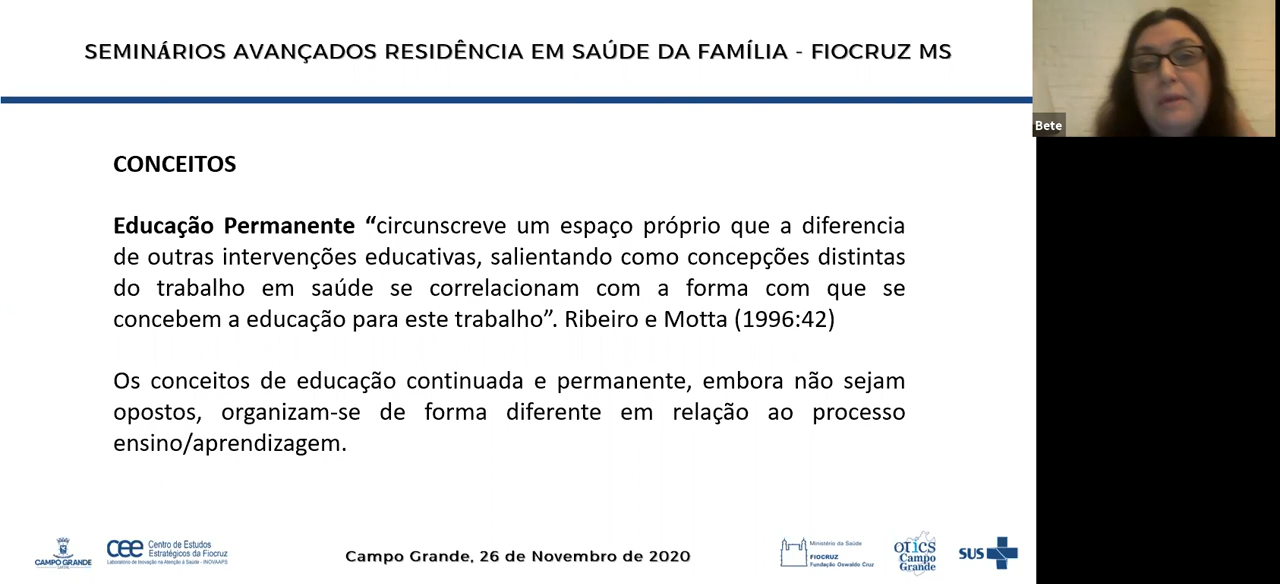 SEMINÁRIOS AVANÇADOS RESIDÊNCIA EM SAÚDE DA FAMÍLIA - FIOCRUZ MS
Bete
CONCEITOS
Educação Permanente “circunscreve um espaço próprio que a diferencia
de outras intervenções educativas, salientando como concepções distintas
do trabalho em saúde se correlacionam com a forma com que se
concebem a educação para este trabalho”. Ribeiro e Motta (1996:42)
Os conceitos de educação continuada e permanente, embora não sejam
opostos, organizam-se de forma diferente em relação ao processo
ensino/aprendizagem.
CAMPO GRANDE
cee Centro de Estudos
Estratégicos da Fiocruz
Laboratório de Inovação na Atenção à Saúde - INOVAAPS
Campo Grande, 26 de Novembro de 2020
Ministério da Saúde
FIOCRUZ
Fundação Oswaldo Cruz
OTICS
Campo
Grande
SUS